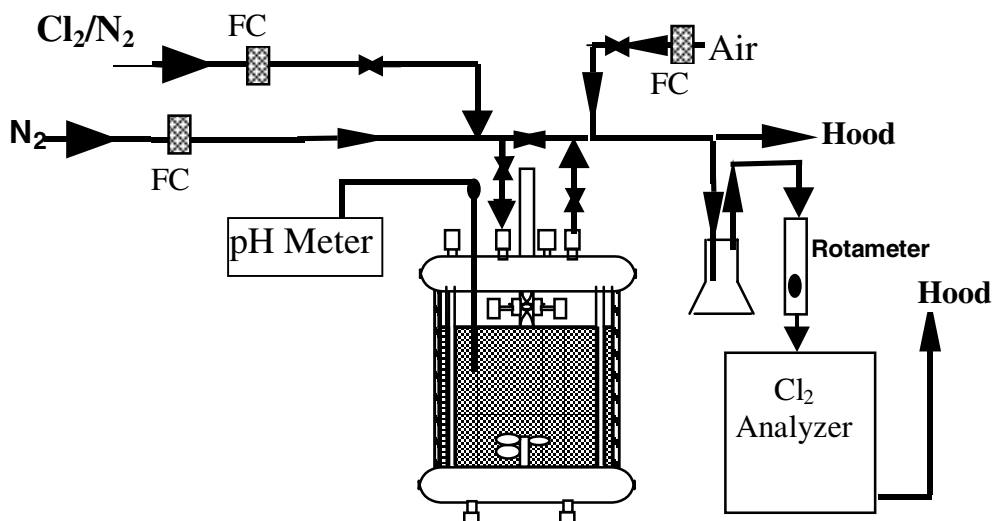 Cl₂/N₂
FC
Air
FC
N₂
FC
Hood
pH Meter
Rotameter
Hood
Cl₂
Analyzer